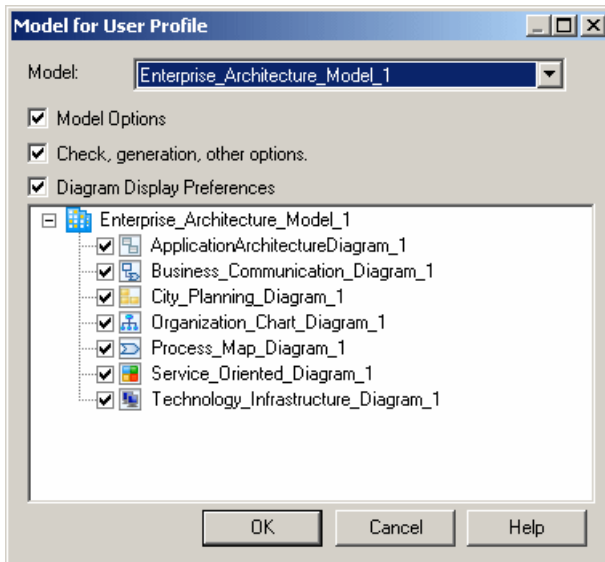 Model for User Profile
Model: Enterprise_Architecture_Model_1
Model Options
Check, generation, other options.
Diagram Display Preferences
Enterprise_Architecture_Model_1
ApplicationArchitectureDiagram_1
Business_Communication_Diagram_1
City_Planning_Diagram_1
Organization_Chart_Diagram_1
Process_Map_Diagram_1
Service_Oriented_Diagram_1
Technology_Infrastructure_Diagram_1
OK Cancel Help